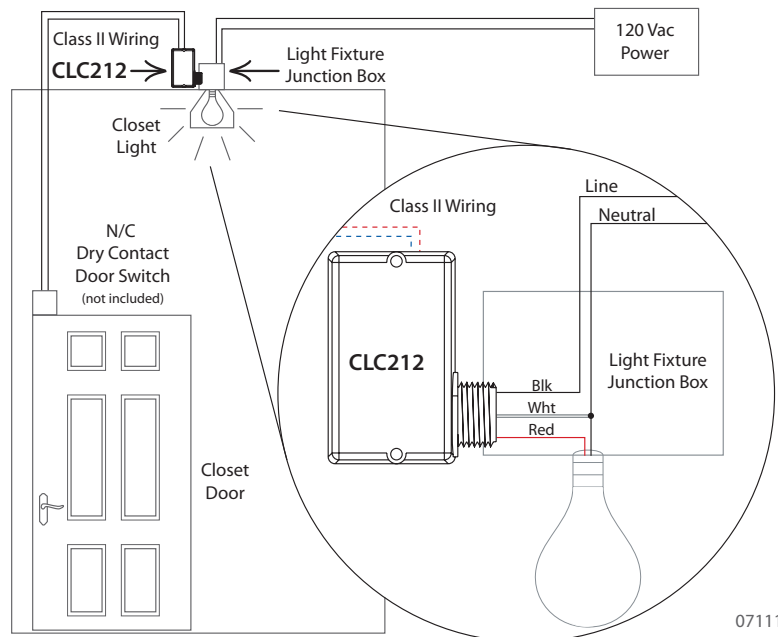 Class II Wiring
CLC212
Light Fixture
Junction Box
120 Vac
Power
Closet
Light
N/C
Dry Contact
Door Switch
(not included)
Closet
Door
Class II Wiring
Line
Neutral
CLC212
Light Fixture
Junction Box
Blk
Wht
Red
07111